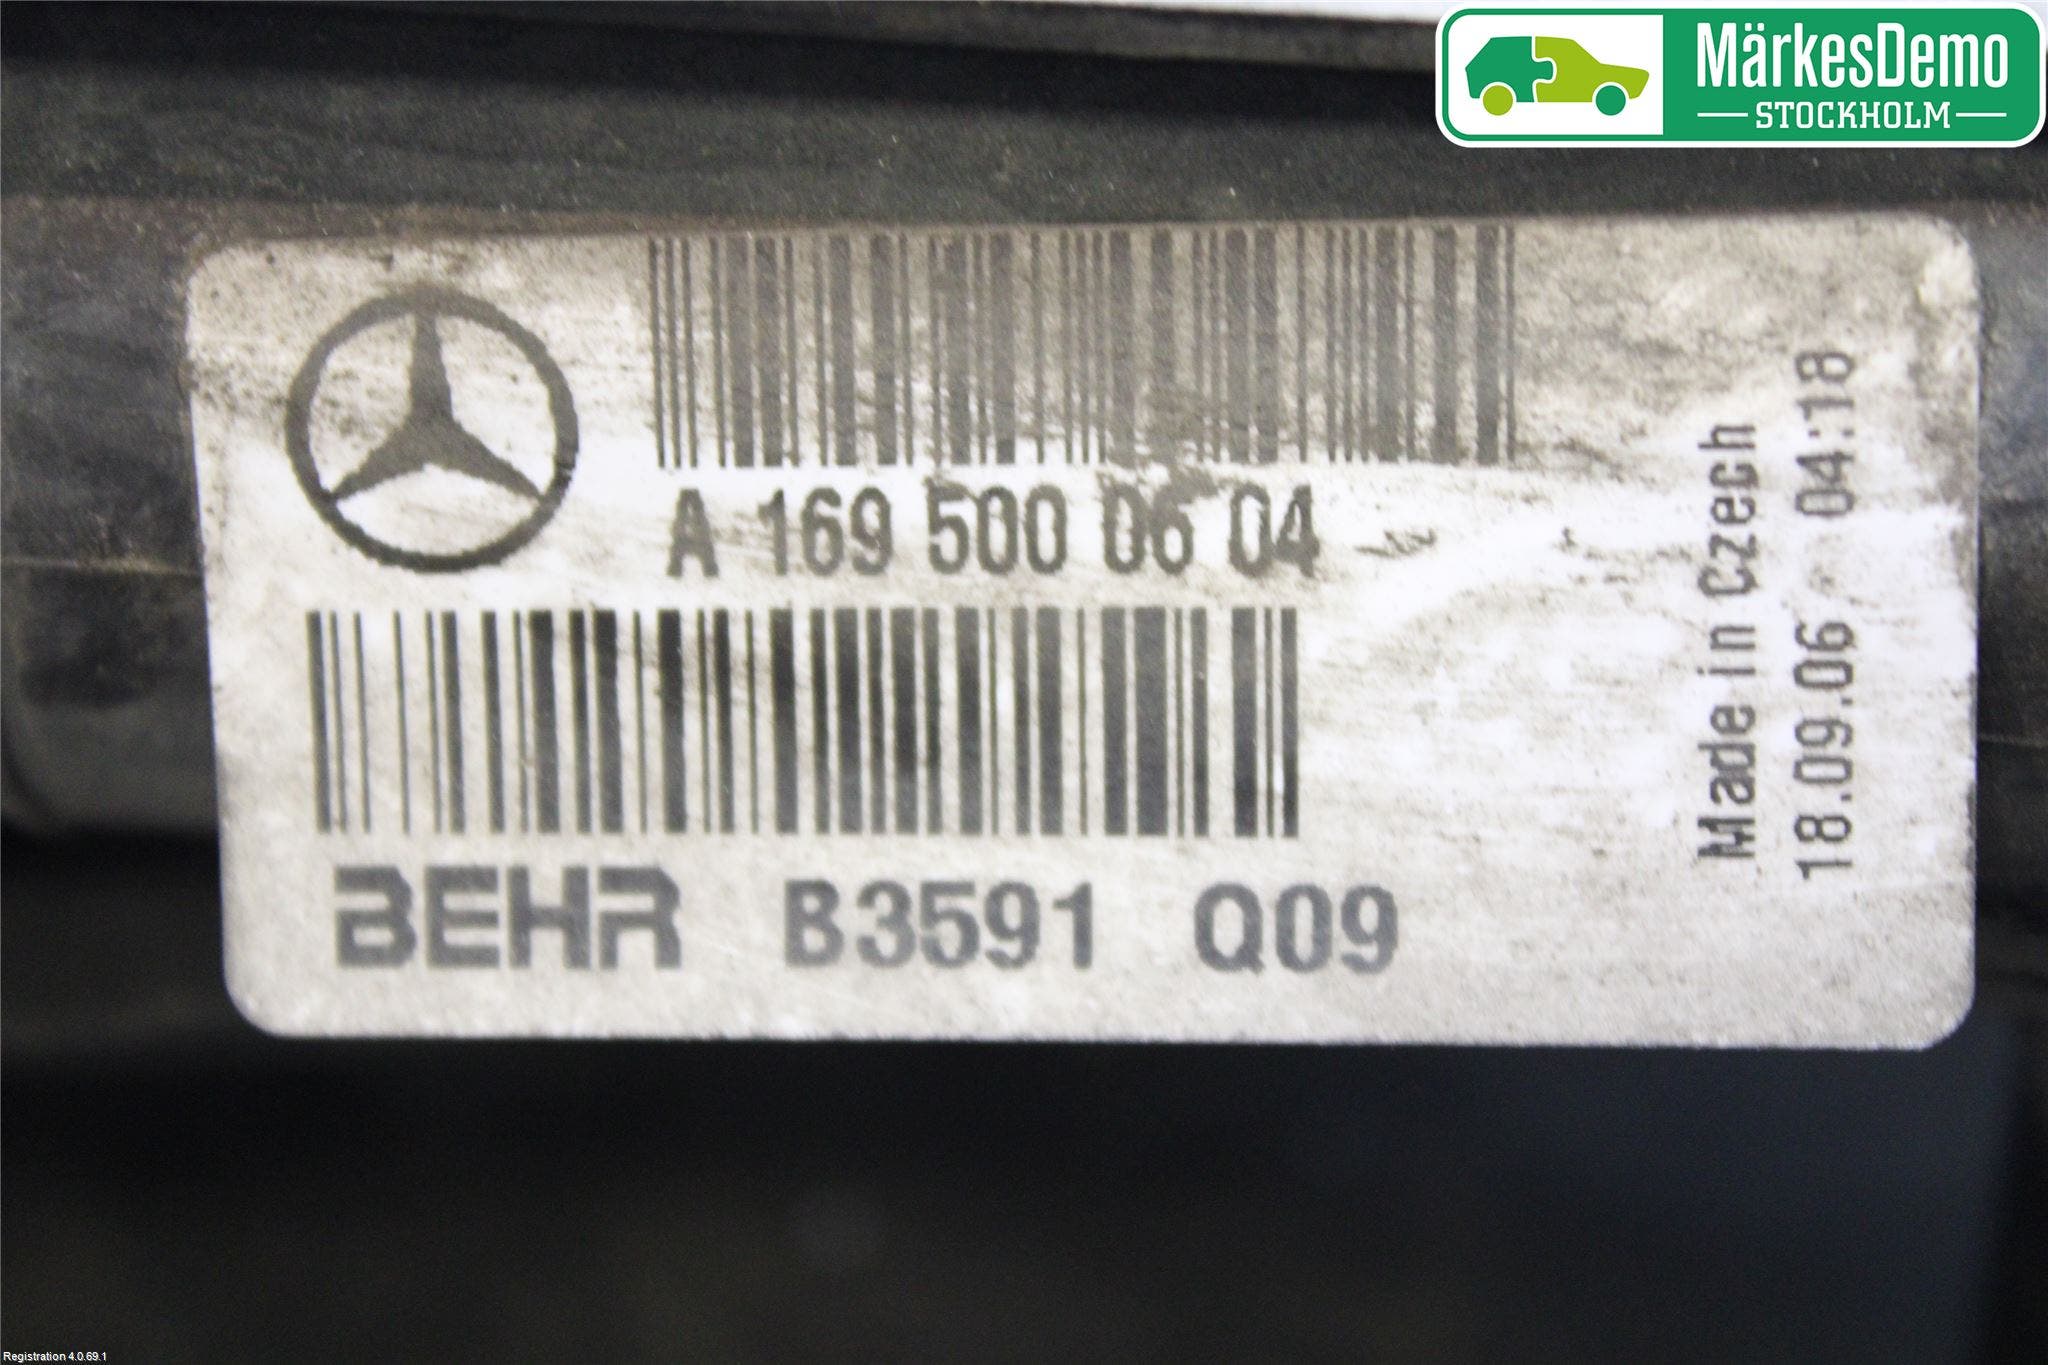 MärkesDemo
STOCKHOLM
A 169 500 06 04
BEHR B3591 Q09
Made in Czech
18.09.06 04:18
Registration 4.0.69.1